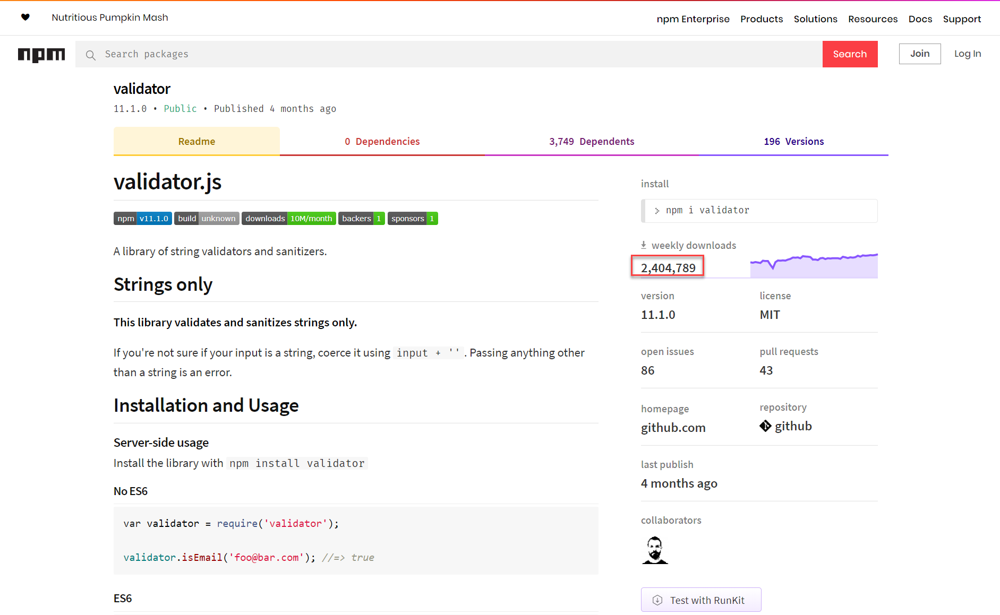 Nutritious Pumpkin Mash
npm Enterprise Products Solutions Resources Docs Support
npm Search packages Search Join Log In
validator
11.1.0 • Public • Published 4 months ago
Readme 0 Dependencies 3,749 Dependents 196 Versions
validator.js
npm v11.1.0 build unknown downloads 10M/month backers 1 sponsors 1
A library of string validators and sanitizers.
Strings only
This library validates and sanitizes strings only.
If you're not sure if your input is a string, coerce it using input + ''. Passing anything other
than a string is an error.
Installation and Usage
Server-side usage
Install the library with npm install validator
No ES6
var validator = require('validator');
validator.isEmail('foo@bar.com'); //=> true
ES6
install
> npm i validator
weekly downloads
2,404,789
version license
11.1.0 MIT
open issues pull requests
86 43
homepage repository
github.com github
last publish
4 months ago
collaborators
Test with RunKit